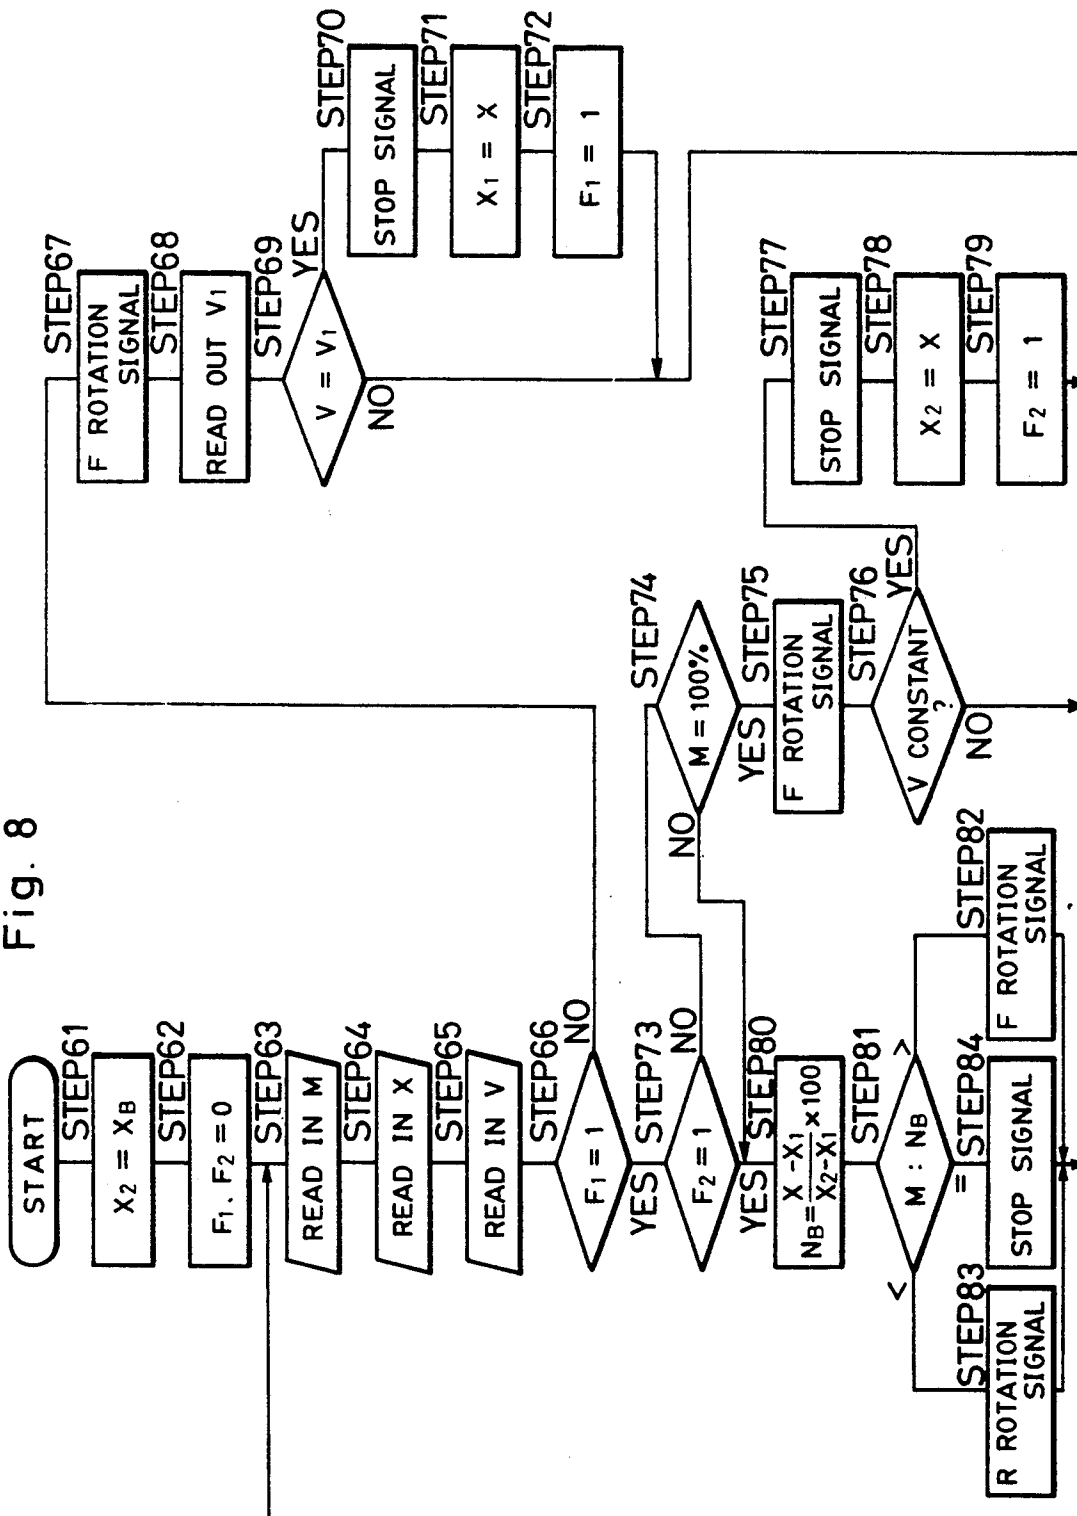 Fig. 8
START
STEP61
X2 = XB
STEP62
F1. F2 = 0
STEP63
READ IN M
STEP64
READ IN X
STEP65
READ IN V
STEP66
F1 = 1
NO
YES
STEP67
F ROTATION
SIGNAL
STEP68
READ OUT V1
STEP69
V = V1
YES
NO
STEP70
STOP SIGNAL
STEP71
X1 = X
STEP72
F1 = 1
STEP73
F2 = 1
NO
YES
STEP74
M = 100%
NO
YES
STEP75
F ROTATION
SIGNAL
STEP76
V CONSTANT
?
YES
NO
STEP77
STOP SIGNAL
STEP78
X2 = X
STEP79
F2 = 1
STEP80
NB = X - X1 / X2 - X1 ×100
STEP81
M : NB
<
=
>
STEP82
F ROTATION
SIGNAL
STEP83
R ROTATION
SIGNAL
STEP84
STOP SIGNAL